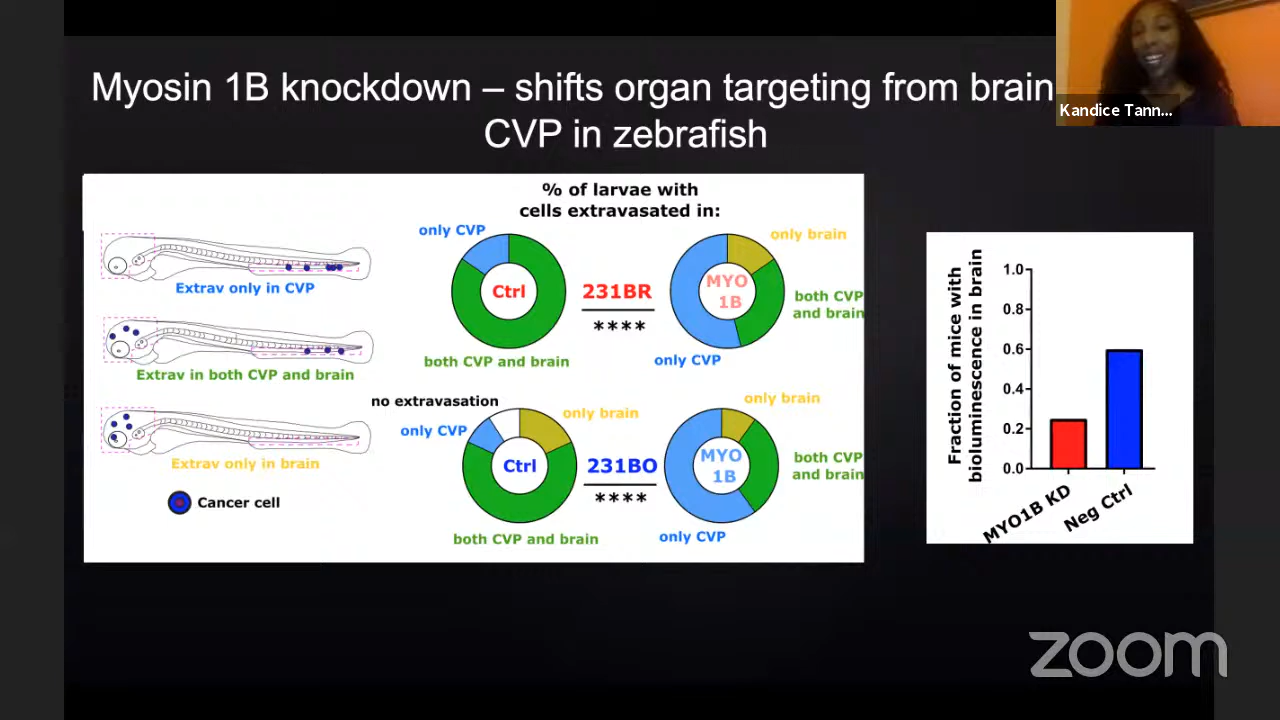 Myosin 1B knockdown – shifts organ targeting from brain
CVP in zebrafish
Kandice Tann...
% of larvae with
cells extravasated in:
only CVP
only brain
Extrav only in CVP
Ctrl
231BR
****
MYO
1B
both CVP
and brain
both CVP and brain
only CVP
Extrav in both CVP and brain
no extravasation
only CVP
only brain
only brain
Ctrl
231BO
****
MYO
1B
both CVP
and brain
Extrav only in brain
Cancer cell
both CVP and brain
only CVP
Fraction of mice with
bioluminescence in brain
1.0
0.8
0.6
0.4
0.2
0.0
MYO1B KD
Neg Ctrl
zoom